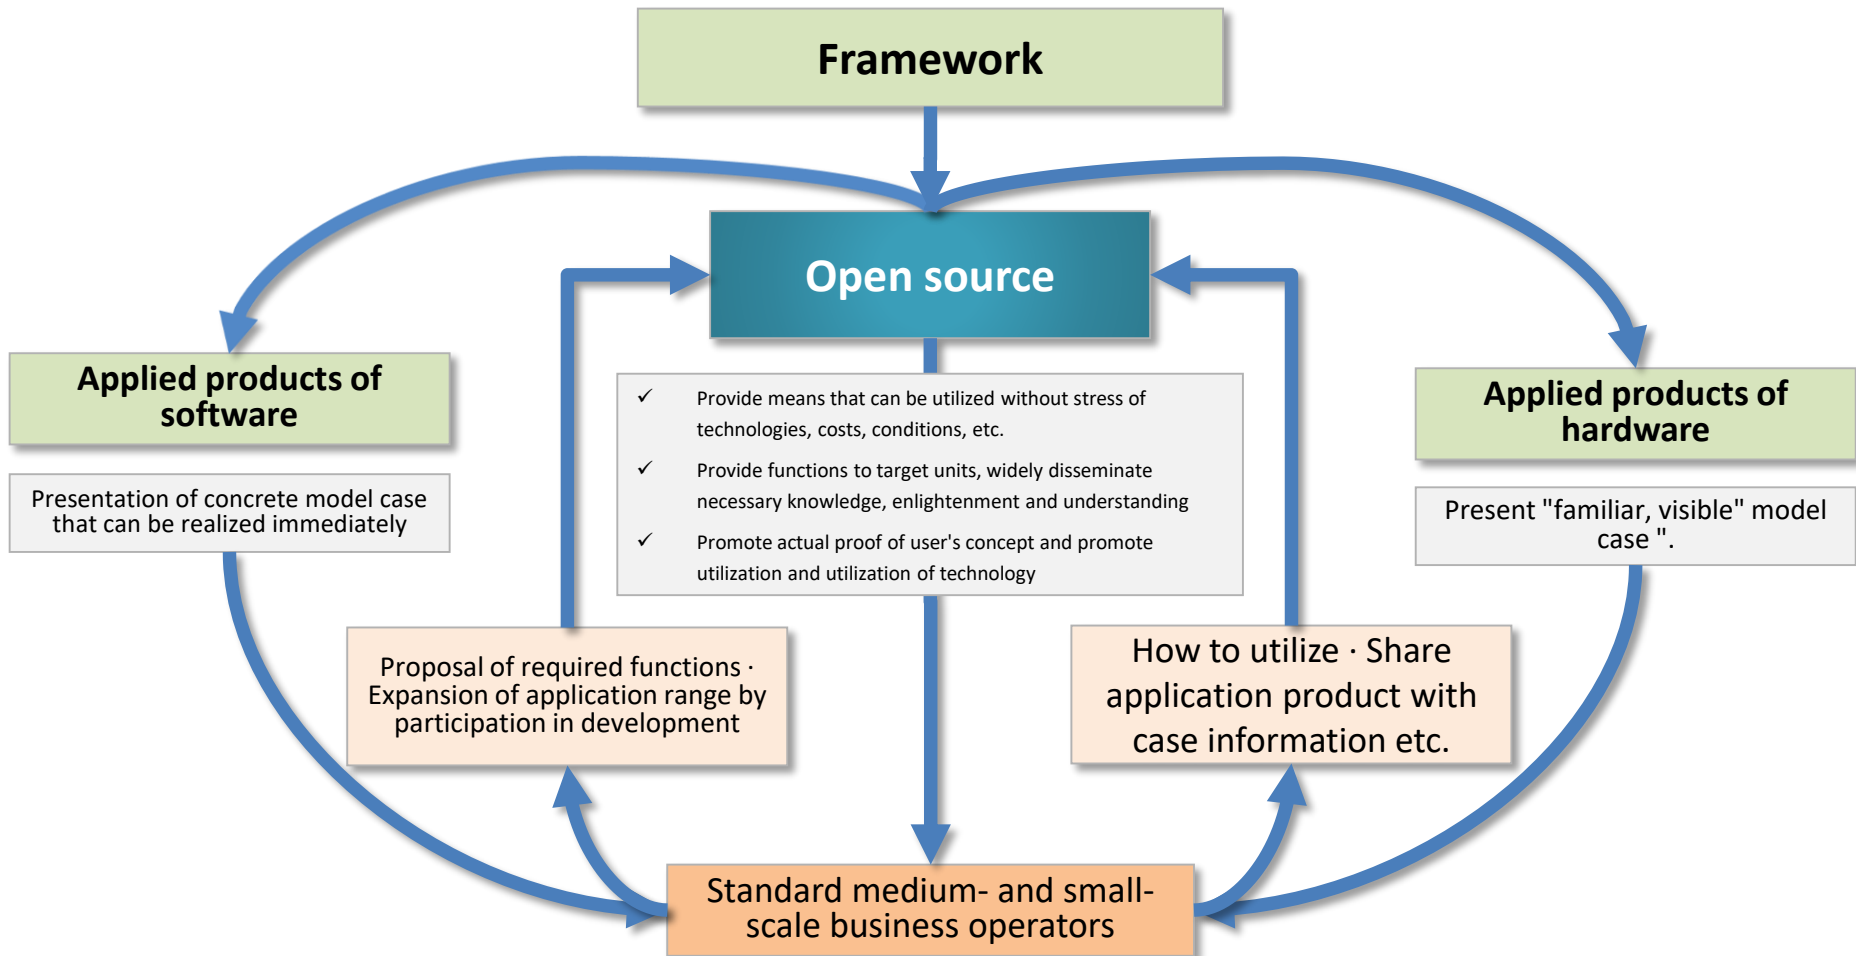 Framework
Open source
Applied products of
software
Presentation of concrete model case
that can be realized immediately
✓ Provide means that can be utilized without stress of
technologies, costs, conditions, etc.
✓ Provide functions to target units, widely disseminate
necessary knowledge, enlightenment and understanding
✓ Promote actual proof of user's concept and promote
utilization and utilization of technology
Applied products of
hardware
Present "familiar, visible" model
case ".
Proposal of required functions ·
Expansion of application range by
participation in development
How to utilize · Share
application product with
case information etc.
Standard medium- and small-
scale business operators